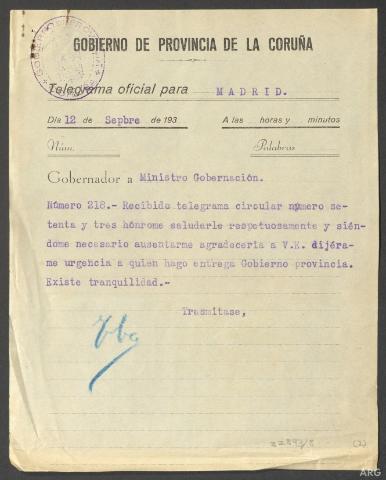 GOBIERNO DE PROVINCIA DE LA CORUÑA
Telegrama oficial para MADRID.
Día 12 de Sepbre de 193 A las horas y minutos
Núm. Palabras
Gobernador a Ministro Gobernación.
Número 218.- Recibido telegrama circular número se-
tenta y tres hónrome saludarle respetuosamente y sién-
dome necesario ausentarme agradecería a V.E. dijéra-
me urgencia a quien hago entrega Gobierno provincia.
Existe tranquilidad.-
Trasmítase,
(2)
ARG